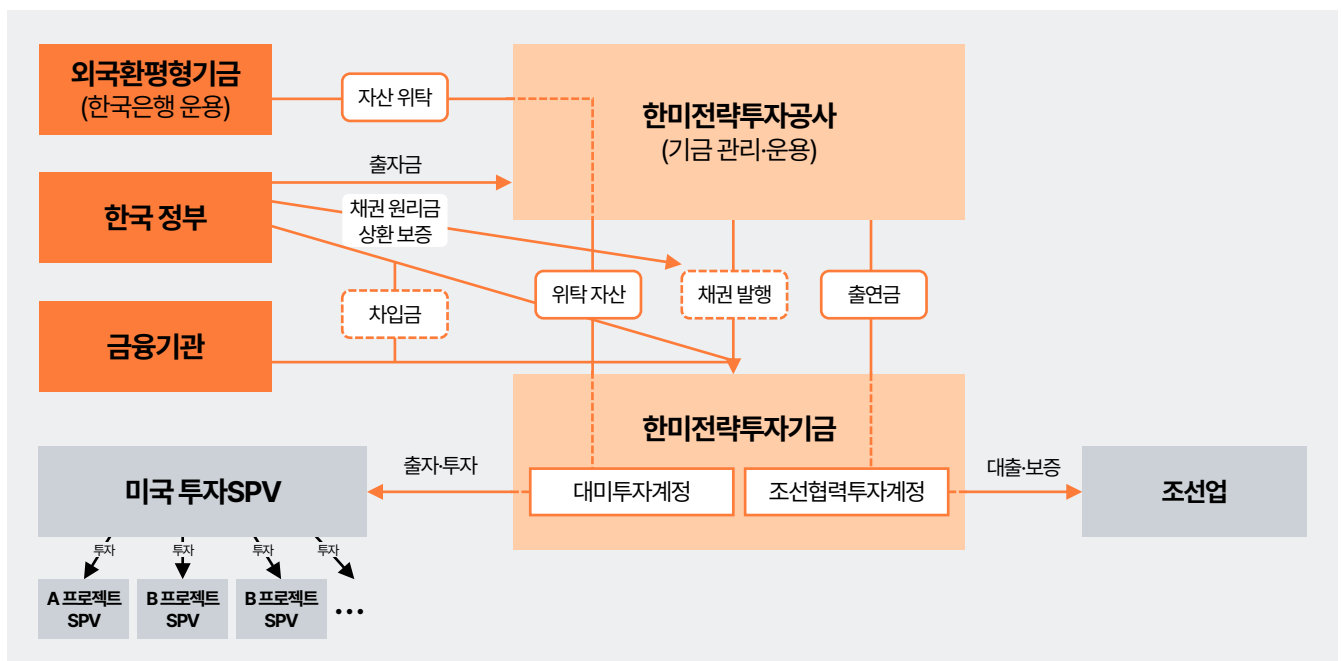 외국환평형기금
(한국은행 운용)
자산 위탁
한미전략투자공사
(기금 관리·운용)
출자금
한국 정부
채권 원리금
상환 보증
차입금
위탁 자산
채권 발행
출연금
금융기관
한미전략투자기금
출자·투자
대미투자계정
조선협력투자계정
대출·보증
미국 투자SPV
조선업
투자
투자
투자
투자
A 프로젝트
SPV
B 프로젝트
SPV
B 프로젝트
SPV
···